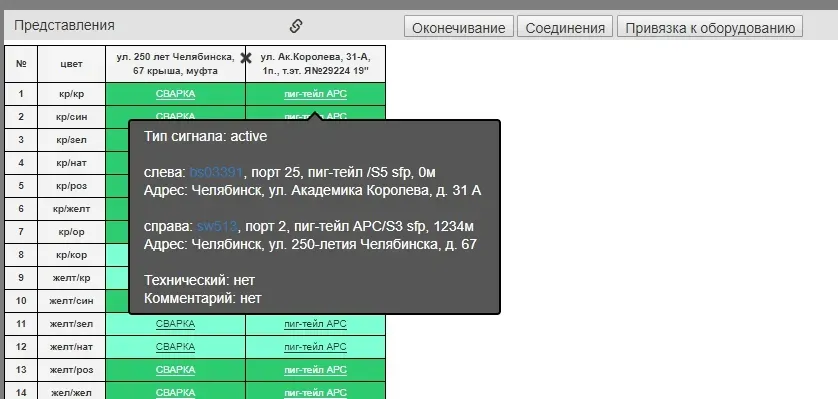 Представления
Оконечивание
Соединения
Привязка к оборудованию
№ цвет ул. 250 лет Челябинска, 67 крыша, муфта ул. Ак.Королева, 31-А, 1п., т.эт. Я№29224 19"
1 кр/кр СВАРКА пиг-тейл APC
2 кр/син СВАРКА пиг-тейл APC
3 кр/зел
4 кр/нат
5 кр/роз
6 кр/желт
7 кр/ор
8 кр/кор
9 желт/кр
10 желт/син
11 желт/зел СВАРКА пиг-тейл APC
12 желт/нат СВАРКА пиг-тейл APC
13 желт/роз СВАРКА пиг-тейл APC
14 жел/жел СВАРКА пиг-тейл APC
Тип сигнала: active
слева: bs03391, порт 25, пиг-тейл /S5 sfp, 0м
Адрес: Челябинск, ул. Академика Королева, д. 31 А
справа: sw513, порт 2, пиг-тейл APC/S3 sfp, 1234м
Адрес: Челябинск, ул. 250-летия Челябинска, д. 67
Технический: нет
Комментарий: нет